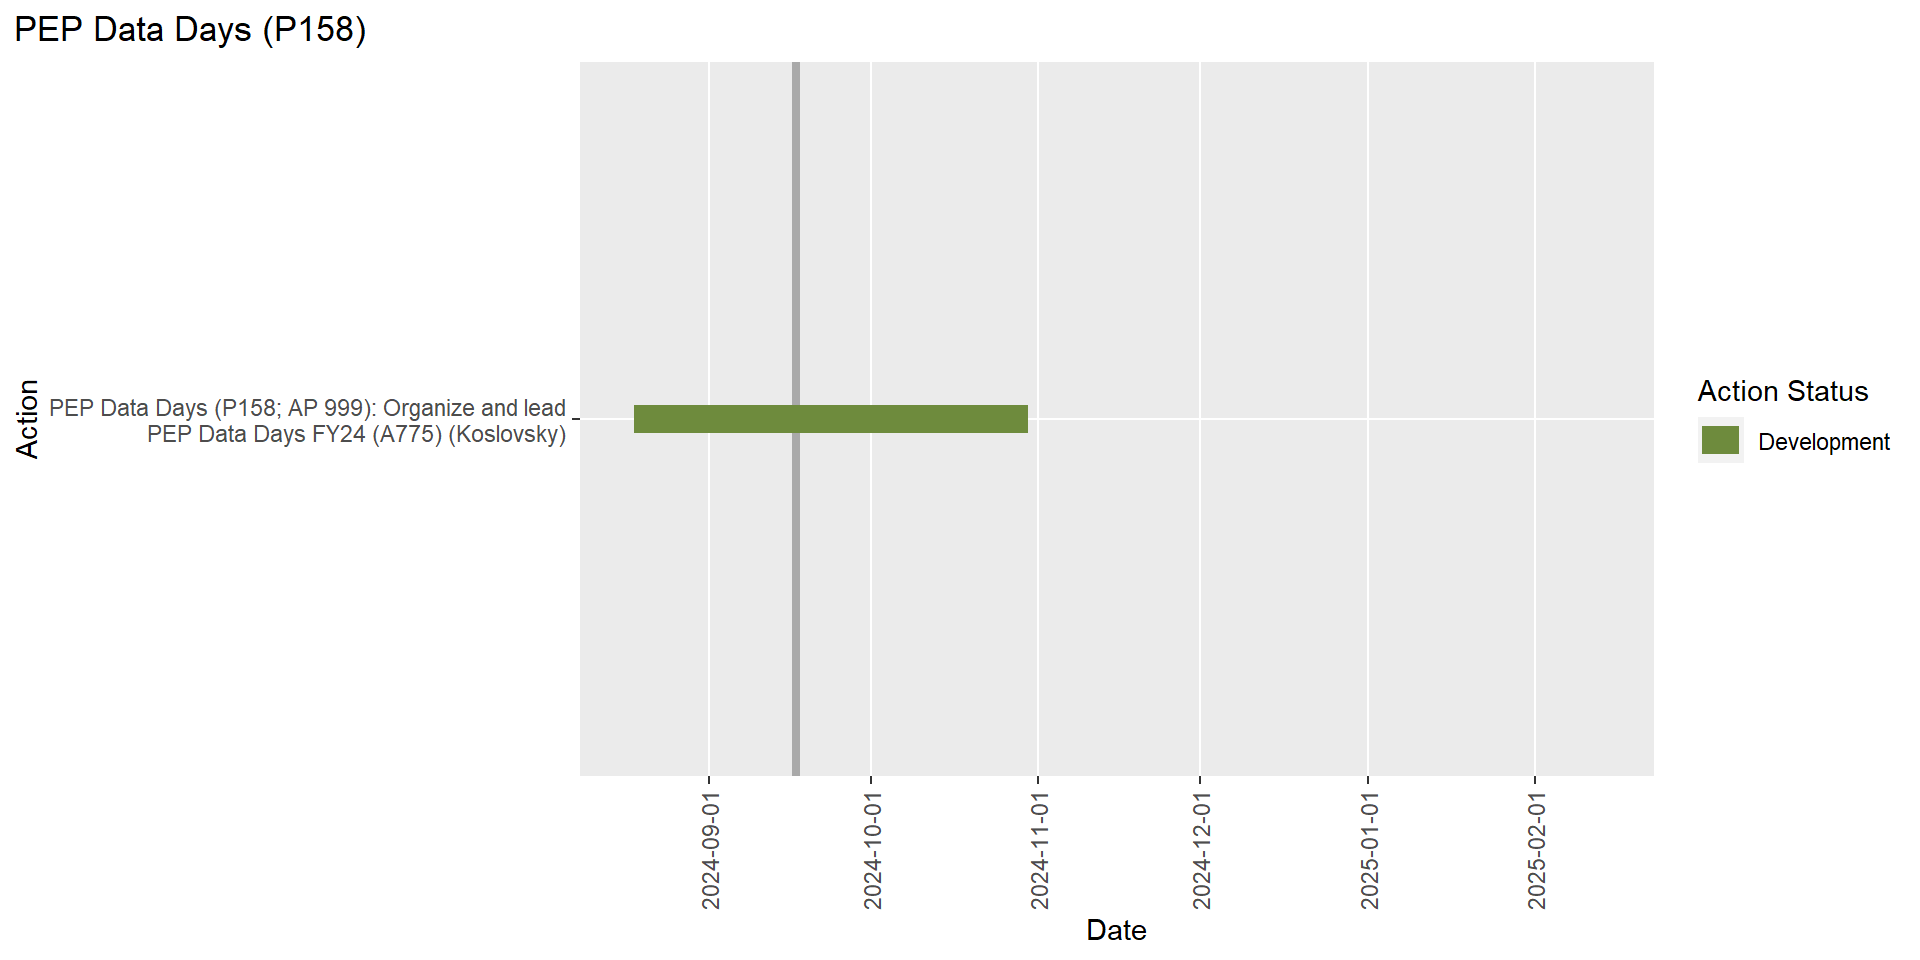 PEP Data Days (P158)
Action
PEP Data Days (P158; AP 999): Organize and lead
PEP Data Days FY24 (A775) (Koslovsky)
2024-09-01
2024-10-01
2024-11-01
2024-12-01
2025-01-01
2025-02-01
Date
Action Status
Development